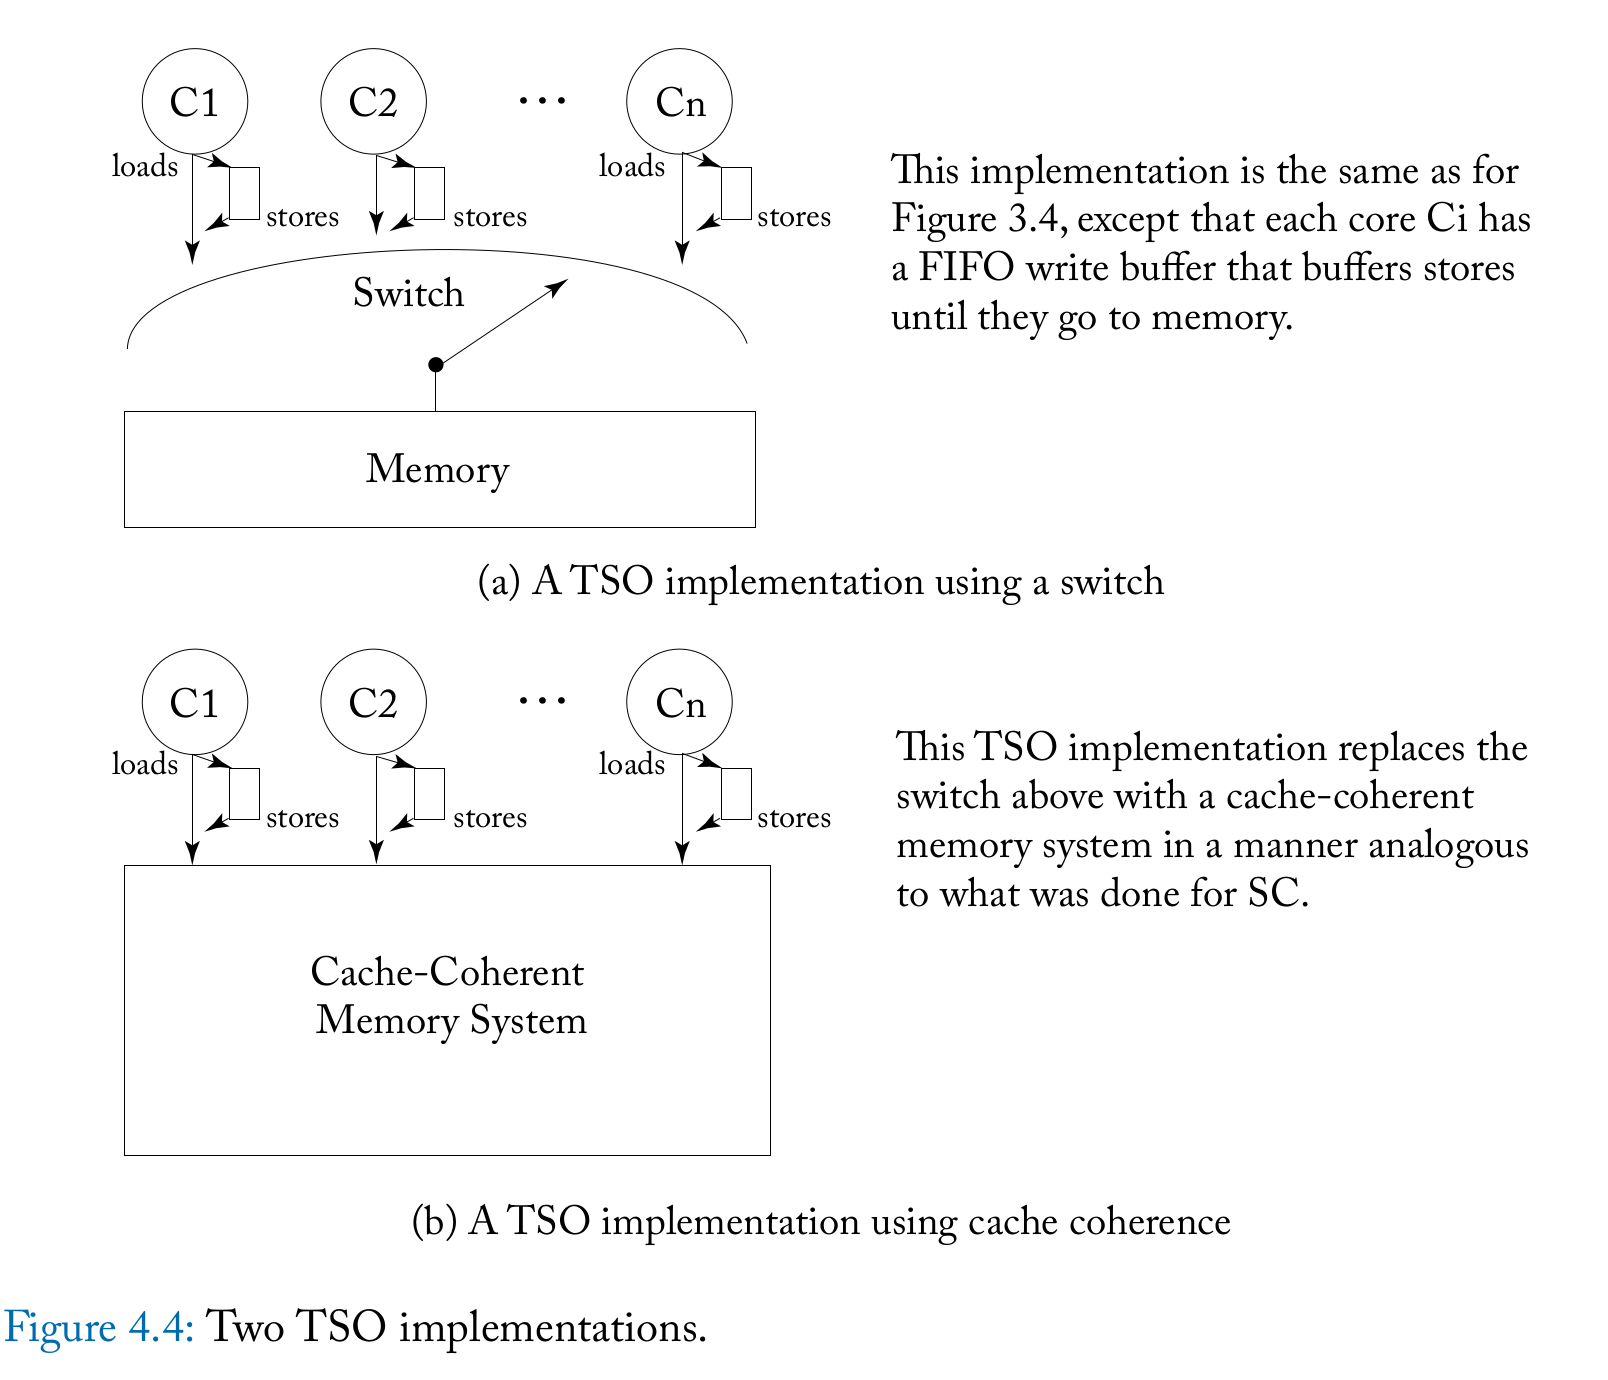 C1 C2 ... Cn
loads loads
stores stores stores
This implementation is the same as for
Figure 3.4, except that each core Ci has
a FIFO write buffer that buffers stores
until they go to memory.
Switch
Memory
(a) A TSO implementation using a switch
C1 C2 ... Cn
loads loads
stores stores stores
This TSO implementation replaces the
switch above with a cache-coherent
memory system in a manner analogous
to what was done for SC.
Cache-Coherent
Memory System
(b) A TSO implementation using cache coherence
Figure 4.4: Two TSO implementations.